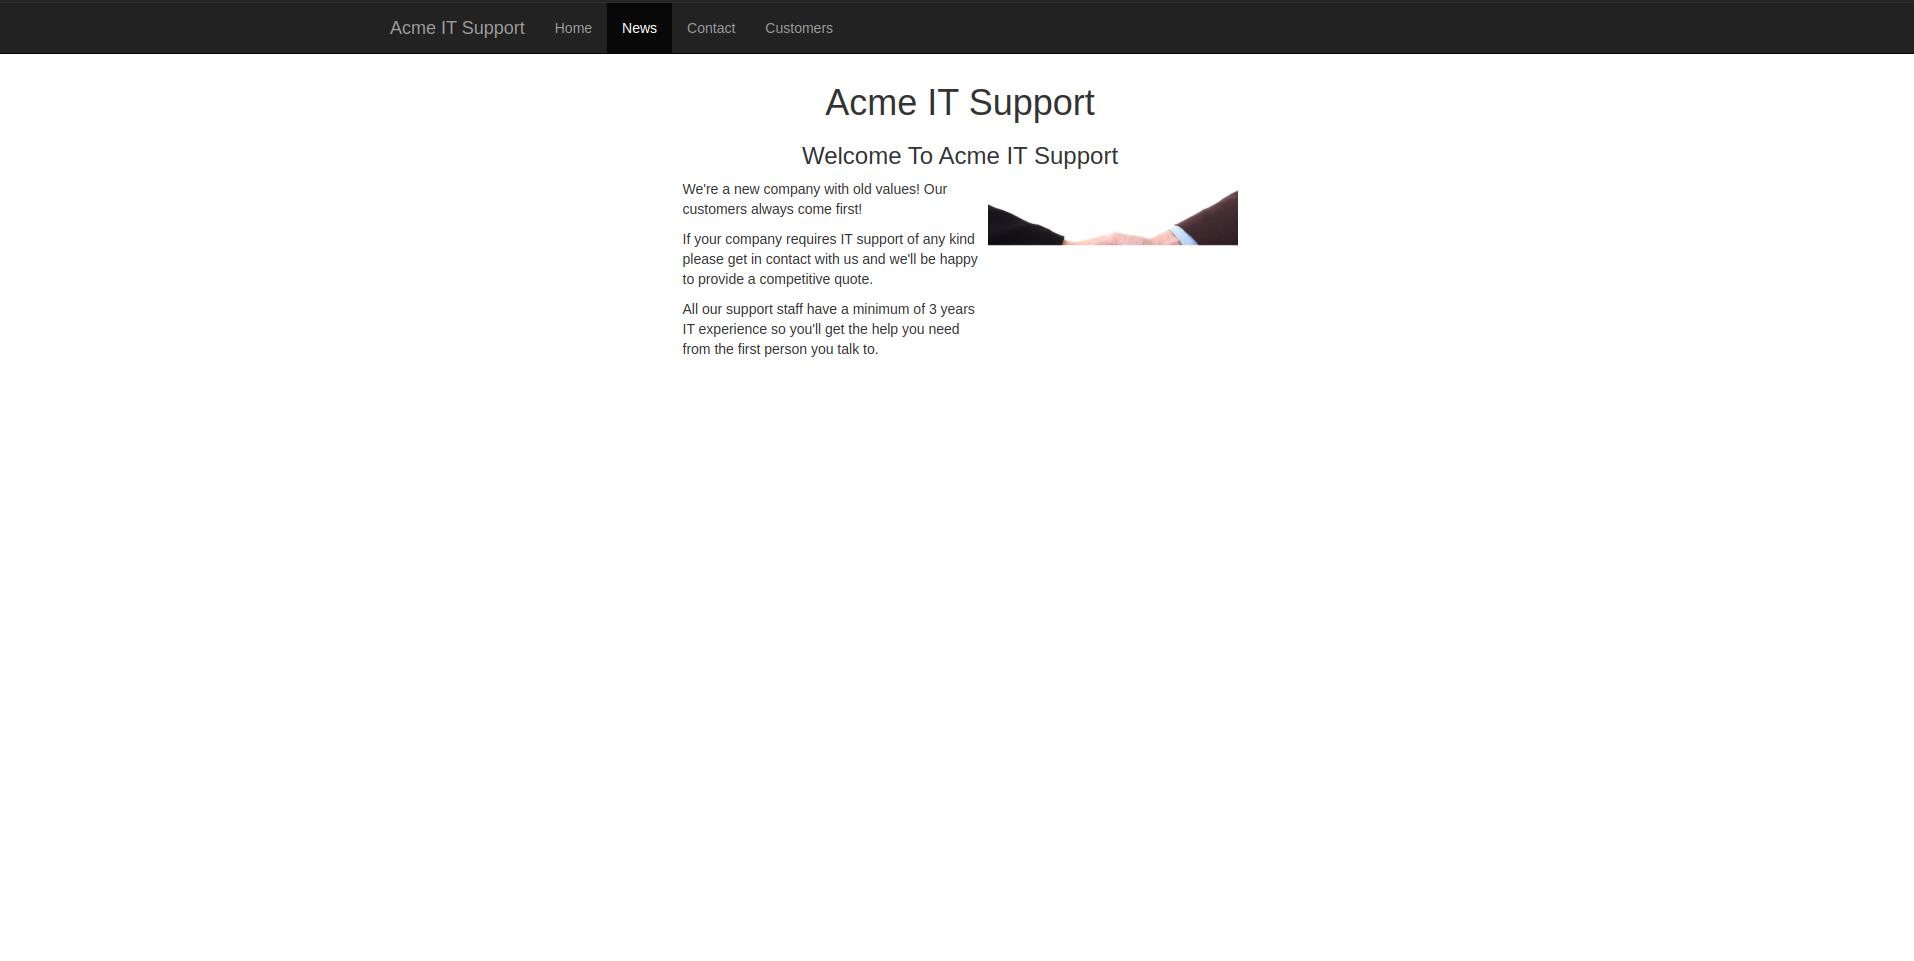 Acme IT Support Home News Contact Customers
Acme IT Support
Welcome To Acme IT Support
We're a new company with old values! Our
customers always come first!
If your company requires IT support of any kind
please get in contact with us and we'll be happy
to provide a competitive quote.
All our support staff have a minimum of 3 years
IT experience so you'll get the help you need
from the first person you talk to.